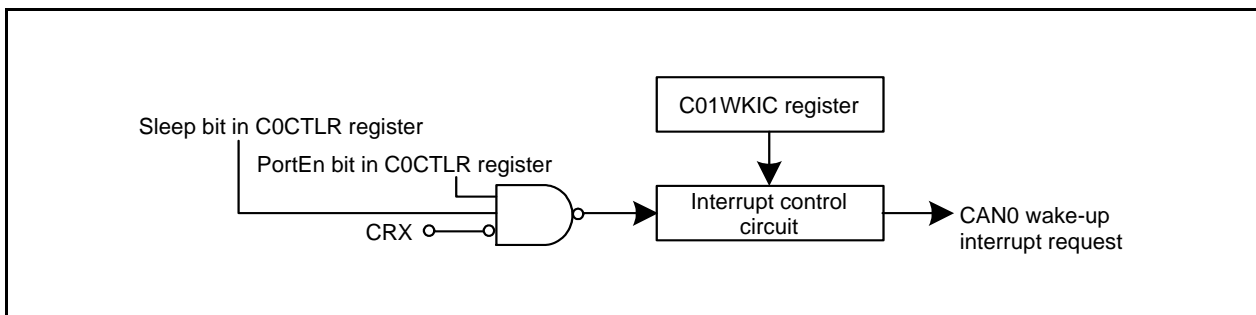 C01WKIC register
Sleep bit in C0CTLR register
PortEn bit in C0CTLR register
Interrupt control
circuit
CRX
CAN0 wake-up
interrupt request